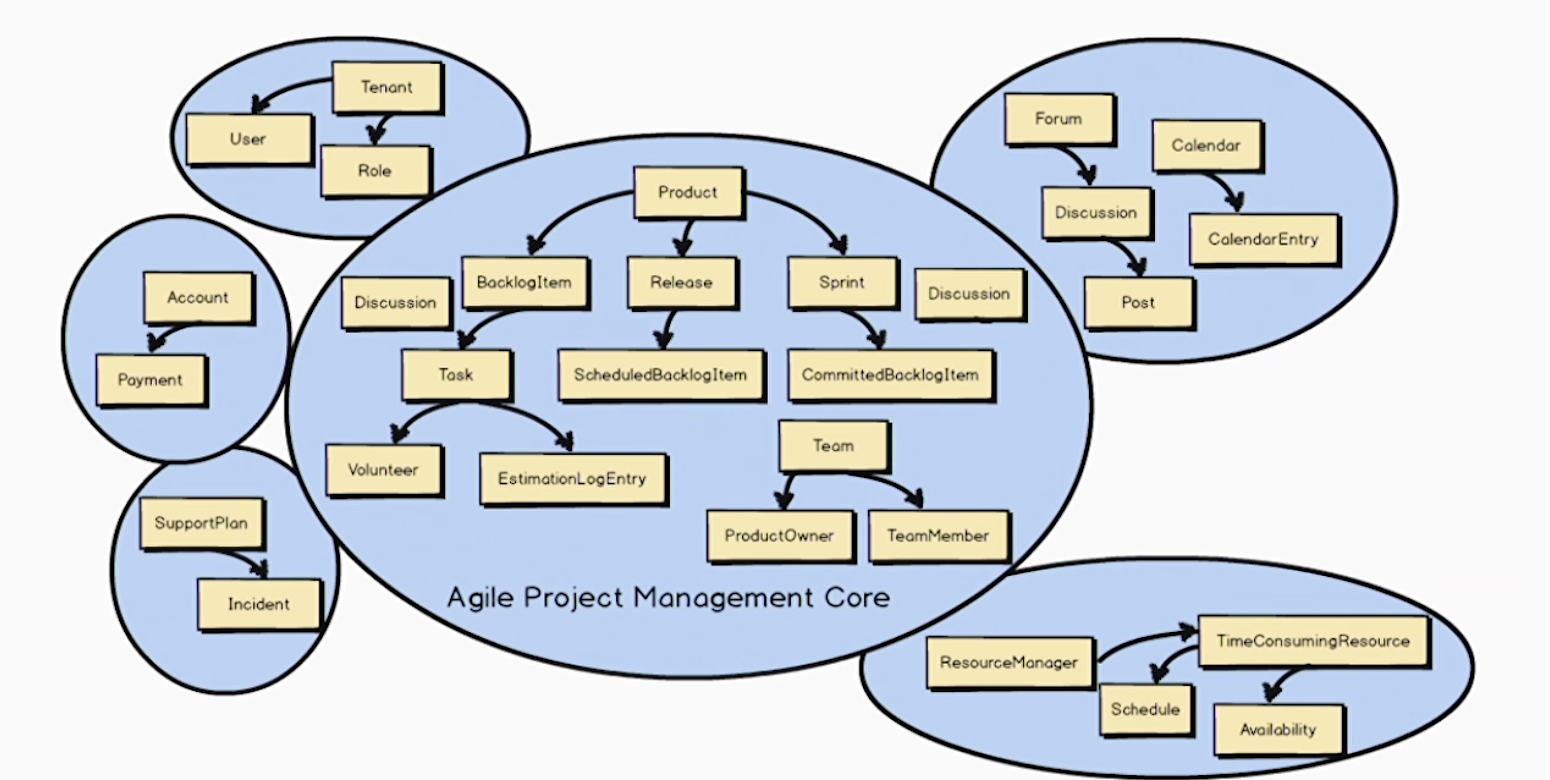 Tenant
User
Role
Forum
Calendar
Discussion
CalendarEntry
Post
Account
Payment
Product
BacklogItem
Release
Sprint
Discussion
Discussion
Task
ScheduledBacklogItem
CommittedBacklogItem
Volunteer
EstimationLogEntry
Team
ProductOwner
TeamMember
Agile Project Management Core
SupportPlan
Incident
ResourceManager
TimeConsumingResource
Schedule
Availability